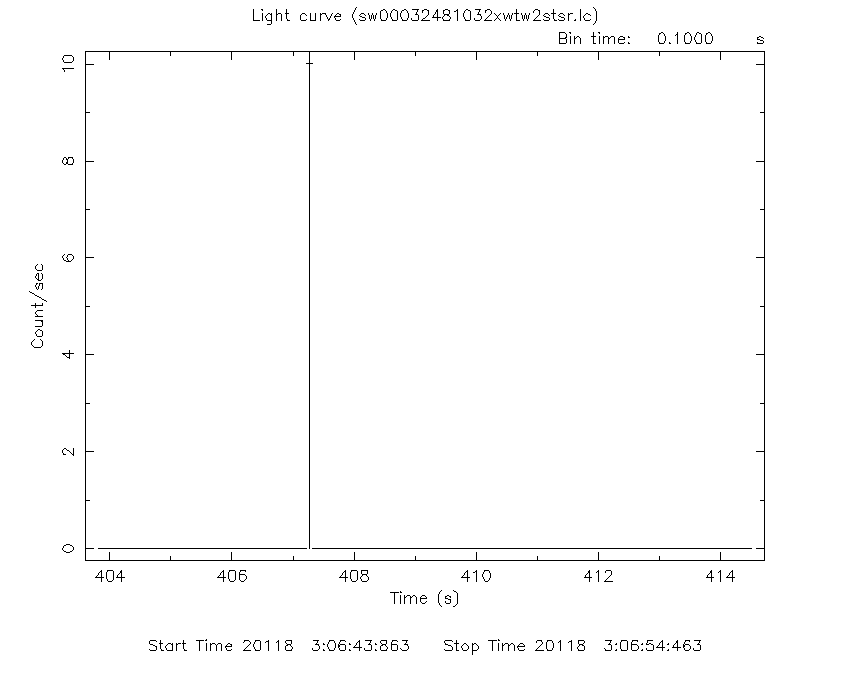 Light curve (sw00032481032xwtw2stsr.lc)
Bin time: 0.1000 s
10
8
6
4
2
0
Count/sec
404 406 408 410 412 414
Time (s)
Start Time 20118 3:06:43:863 Stop Time 20118 3:06:54:463